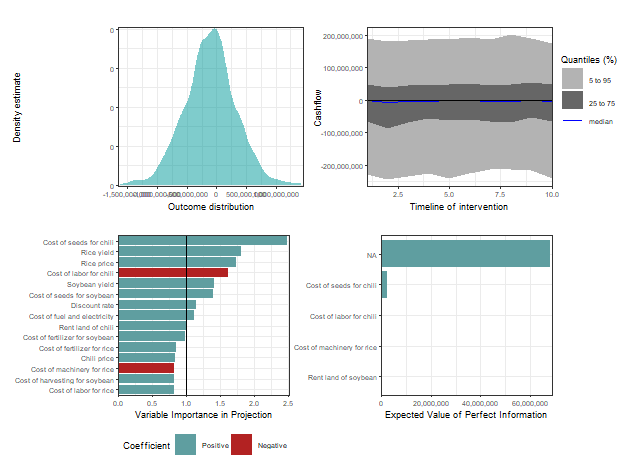 Density estimate
0
0
0
0
0
-1,500,000,000
-1,000,000,000
-500,000,000
0
500,000,000
1,000,000,000
Outcome distribution
Cashflow
200,000,000
100,000,000
0
-100,000,000
-200,000,000
2.5
5.0
7.5
10.0
Timeline of intervention
Quantiles (%)
5 to 95
25 to 75
median
Cost of seeds for chili
Rice yield
Rice price
Cost of labor for chili
Soybean yield
Cost of seeds for soybean
Discount rate
Cost of fuel and electricity
Rent land of chili
Cost of fertilizer for soybean
Cost of fertilizer for rice
Chili price
Cost of machinery for rice
Cost of harvesting for soybean
Cost of labor for rice
0.0
0.5
1.0
1.5
2.0
2.5
Variable Importance in Projection
Coefficient
Positive
Negative
NA
Cost of seeds for chili
Cost of labor for chili
Cost of machinery for rice
Rent land of soybean
0
20,000,000
40,000,000
60,000,000
Expected Value of Perfect Information